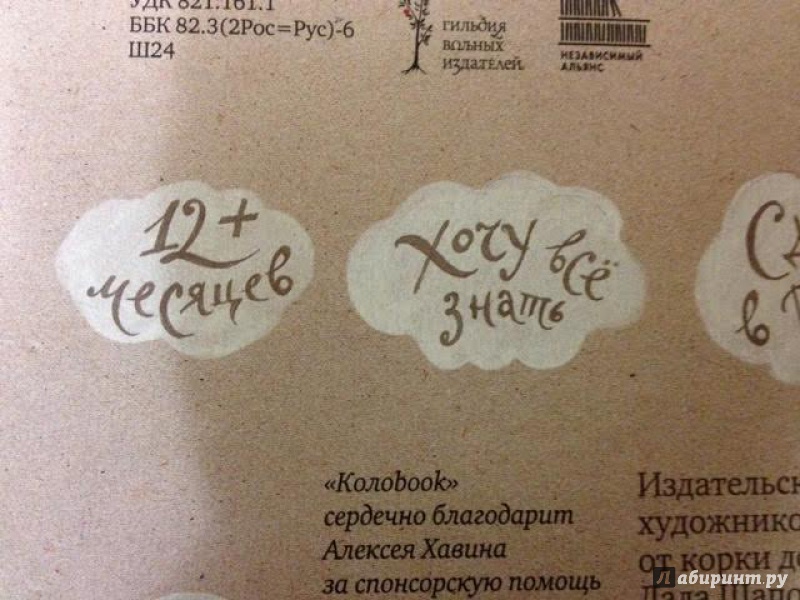 УДК 821.161.1
ББК 82.3(2Рос=Рус)-6
Ш24
гильдия
вольных
издателей
НЕЗАВИСИМЫЙ
АЛЬЯНС
12+
месяцев
Хочу всё
знать
в
«Колоbook»
сердечно благодарит
Алексея Хавина
за спонсорскую помощь
Издательск
художнико
от корки д
Лабиринт.ру